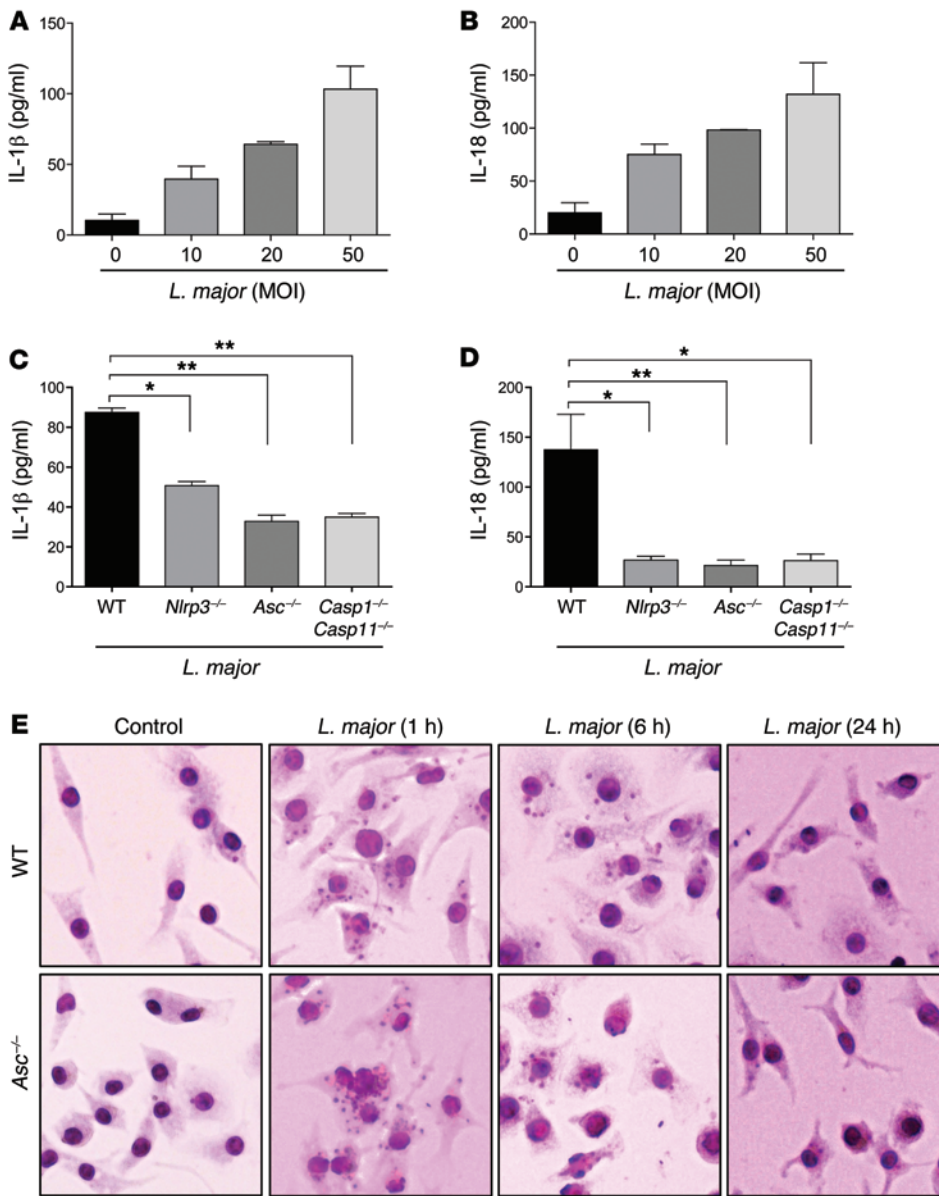 A
IL-1β (pg/ml)
150
100
50
0
0 10 20 50
L. major (MOI)
B
IL-18 (pg/ml)
200
150
100
50
0
0 10 20 50
L. major (MOI)
C
IL-1β (pg/ml)
100
80
60
40
20
0
**
**
*
WT Nlrp3–/– Asc–/– Casp1–/–
Casp11–/–
L. major
D
IL-18 (pg/ml)
200
150
100
50
0
*
**
*
WT Nlrp3–/– Asc–/– Casp1–/–
Casp11–/–
L. major
E
Control L. major (1 h) L. major (6 h) L. major (24 h)
WT
Asc–/–